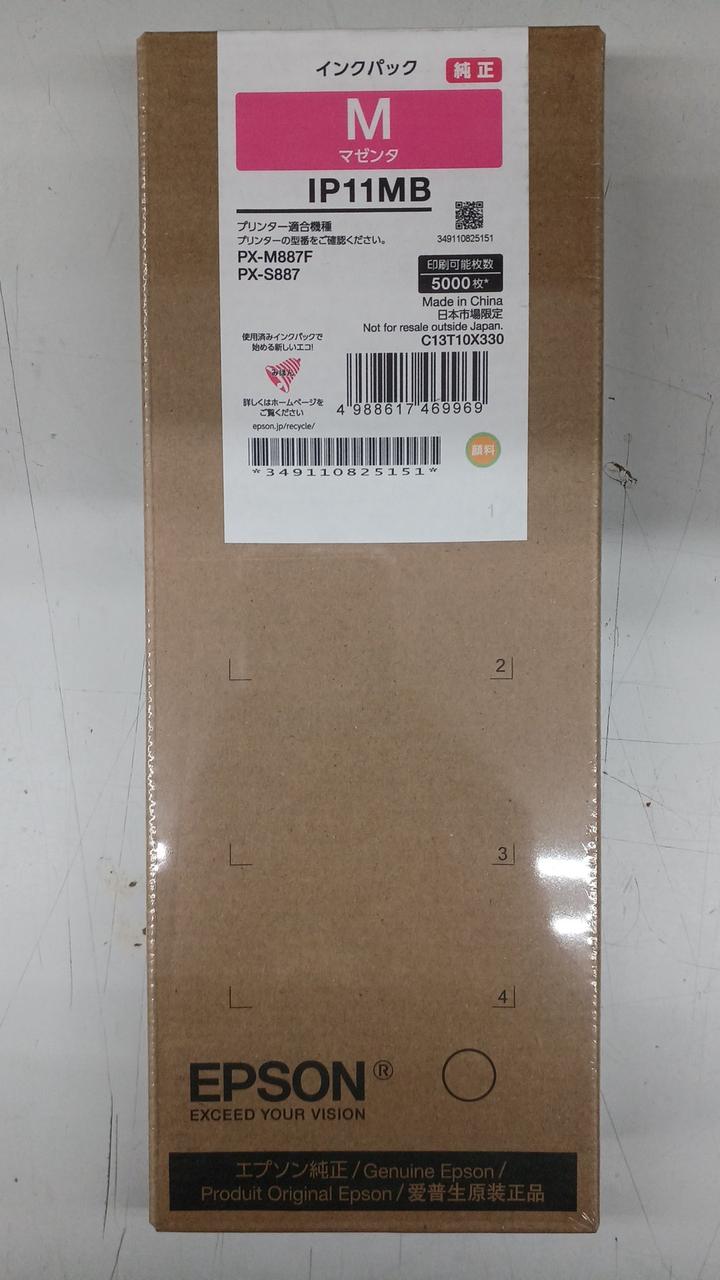 インクパック 純正
M
マゼンタ
IP11MB
プリンター適合機種
プリンターの型番をご確認ください。
PX-M887F
PX-S887
349110825151
印刷可能枚数
5000枚*
Made in China
日本市場限定
Not for resale outside Japan.
C13T10X330
使用済みインクパックで
始める新しいエコ!
みほん
詳しくはホームページを
ご覧ください
epson.jp/recycle/
4 988617 469969
*349110825151*
顔料
1
2
3
4
EPSON®
EXCEED YOUR VISION
エプソン純正/Genuine Epson/
Produit Original Epson/爱普生原装正品